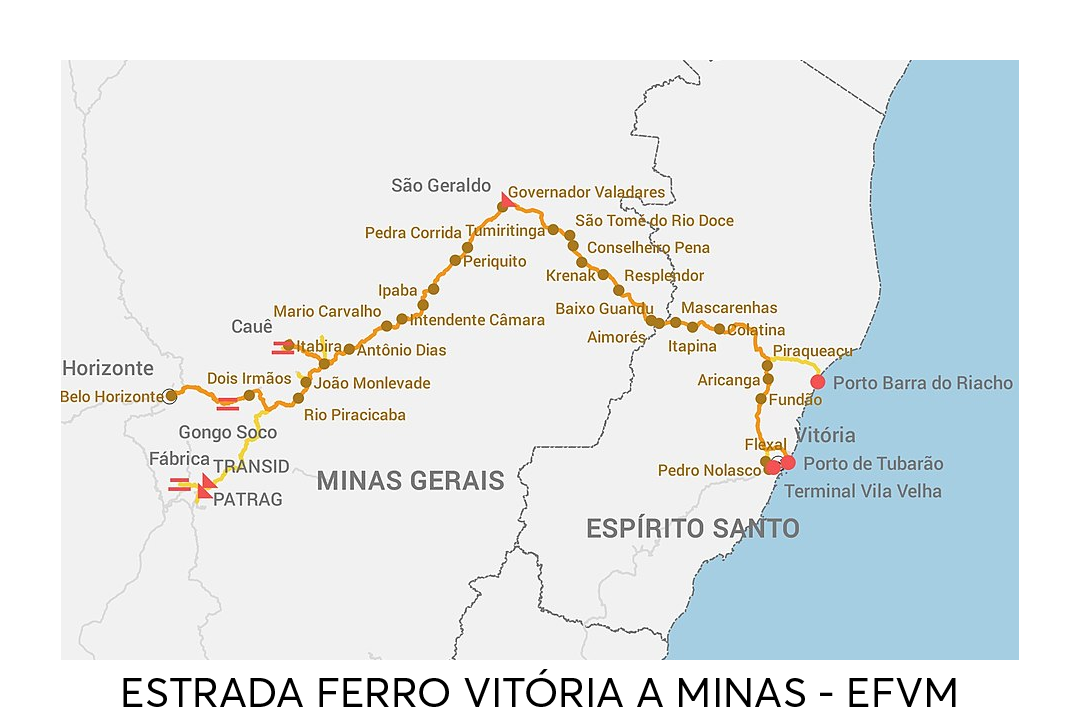 São Geraldo
Governador Valadares
São Tomé do Rio Doce
Pedra Corrida
Tumiritinga
Conselheiro Pena
Periquito
Krenak
Resplendor
Ipaba
Baixo Guandu
Mascarenhas
Mario Carvalho
Intendente Câmara
Cauê
Colatina
Aimorés
Itapina
Itabira
Antônio Dias
Piraqueaçu
Horizonte
Dois Irmãos
João Monlevade
Aricanga
Porto Barra do Riacho
Belo Horizonte
Fundão
Rio Piracicaba
Gongo Soco
Vitória
Flexal
Fábrica
TRANSID
Porto de Tubarão
Pedro Nolasco
MINAS GERAIS
Terminal Vila Velha
PATRAG
ESPÍRITO SANTO
ESTRADA FERRO VITÓRIA A MINAS - EFVM